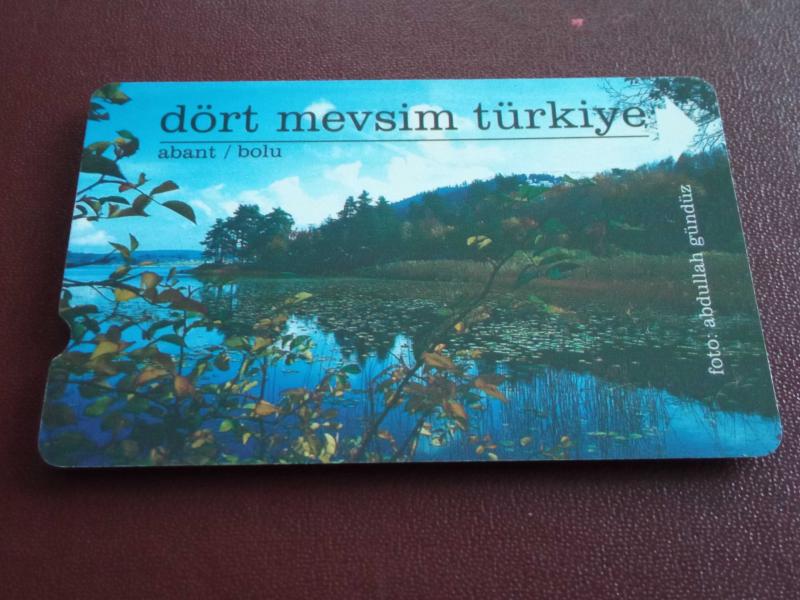 dört mevsim türkiye
abant / bolu
foto: abdullah gündüz